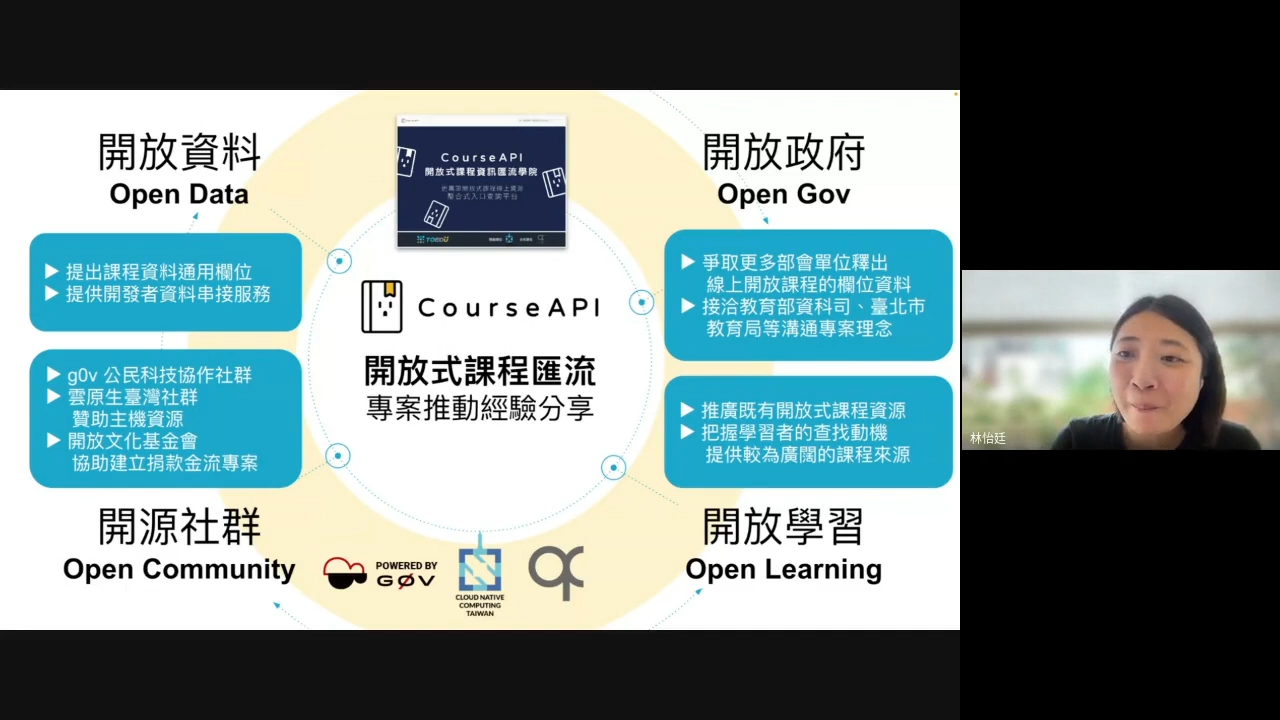 開放資料
Open Data
▶ 提出課程資料通用欄位
▶ 提供開發者資料串接服務
▶ g0v 公民科技協作社群
▶ 雲原生臺灣社群
贊助主機資源
▶ 開放文化基金會
協助建立捐款金流專案
開源社群
Open Community
CourseAPI
開放式課程資訊匯流學院
CourseAPI
開放式課程匯流
專案推動經驗分享
POWERED BY
GØV
CLOUD NATIVE
COMPUTING
TAIWAN
開放政府
Open Gov
▶ 爭取更多部會單位釋出
線上開放課程的欄位資料
▶ 接洽教育部資科司、臺北市
教育局等溝通專案理念
▶ 推廣既有開放式課程資源
▶ 把握學習者的查找動機
提供較為廣闊的課程來源
開放學習
Open Learning
林怡廷